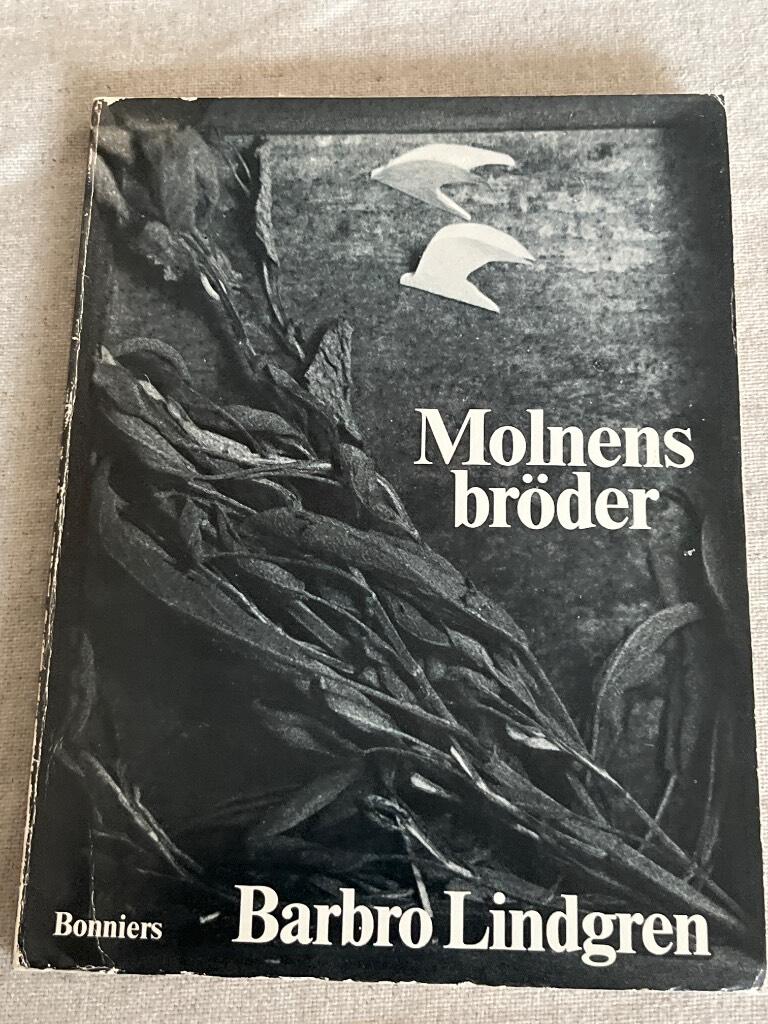 Molnens
bröder
Bonniers
Barbro Lindgren